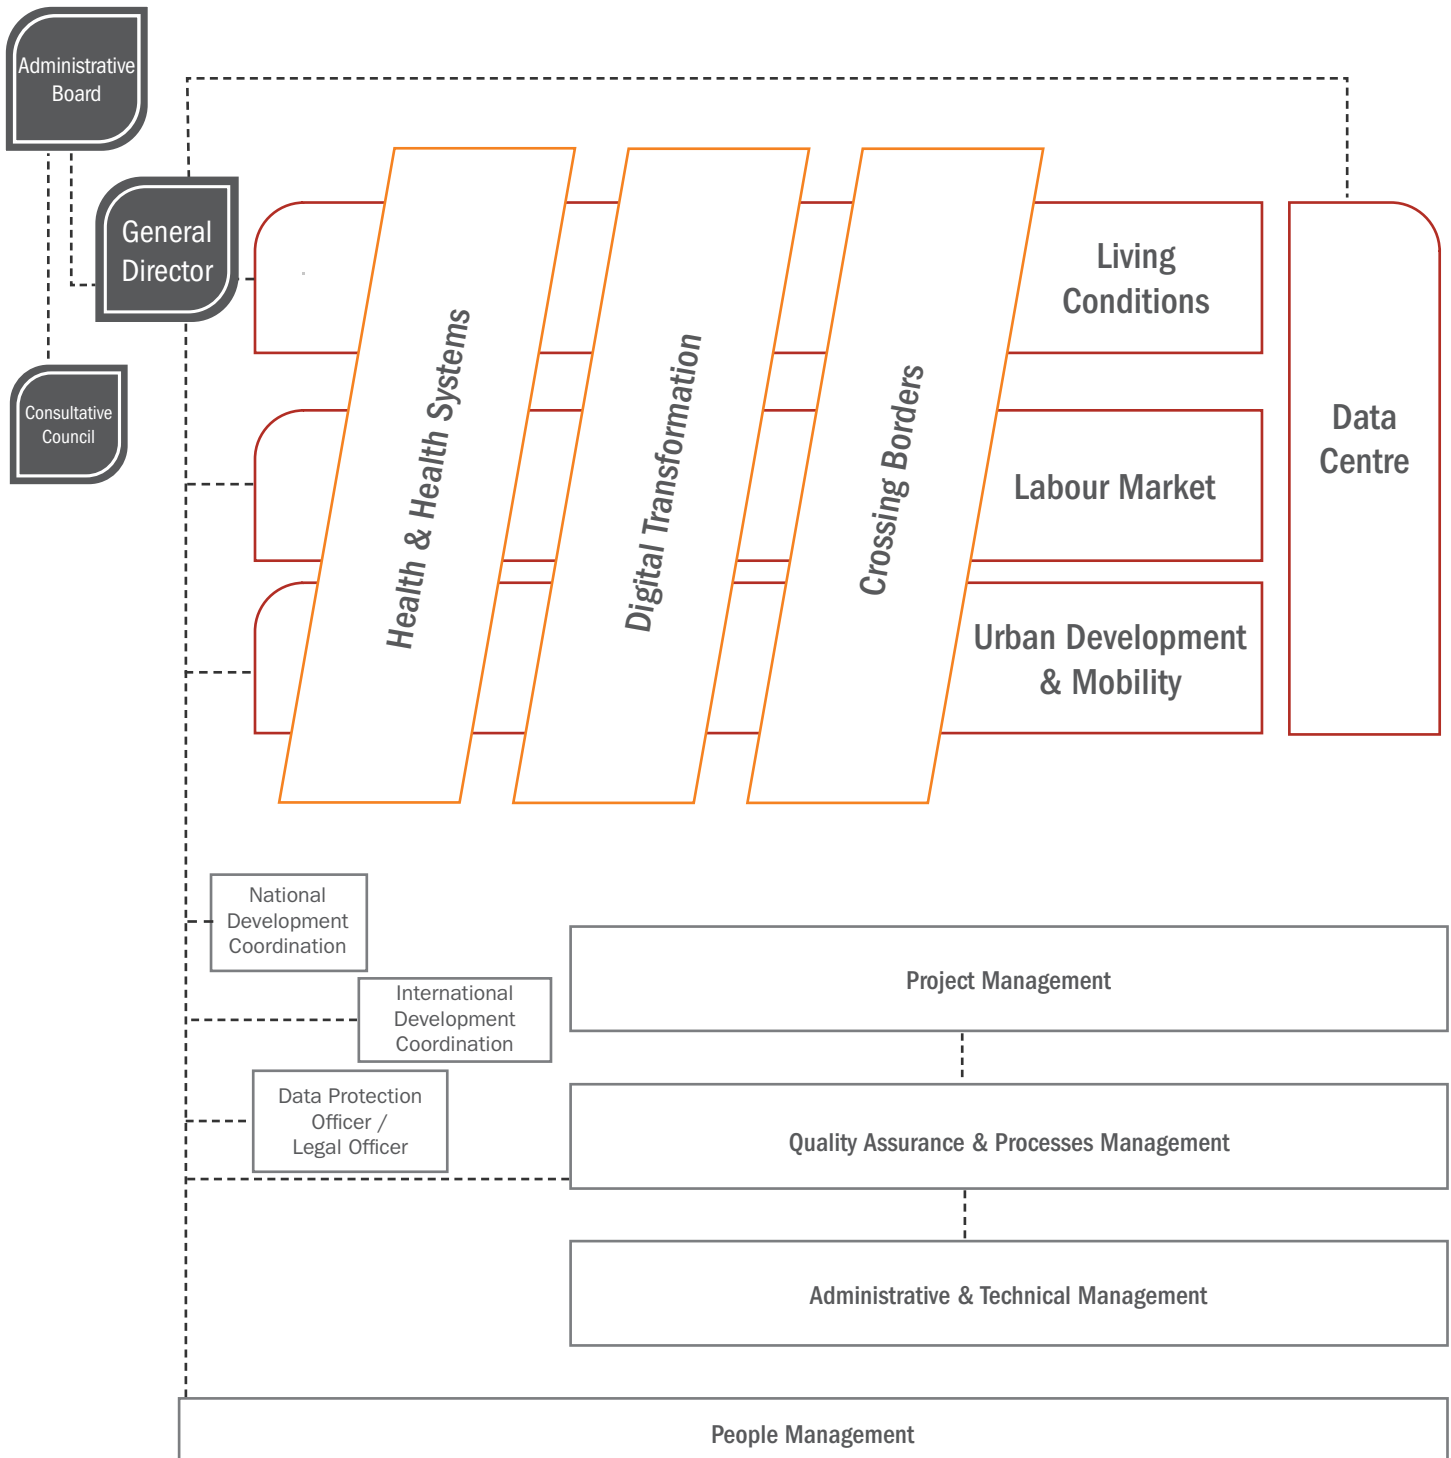 Administrative
Board
General
Director
Consultative
Council
Health & Health Systems
Digital Transformation
Crossing Borders
Living
Conditions
Labour Market
Urban Development
& Mobility
Data
Centre
National
Development
Coordination
International
Development
Coordination
Data Protection
Officer /
Legal Officer
Project Management
Quality Assurance & Processes Management
Administrative & Technical Management
People Management